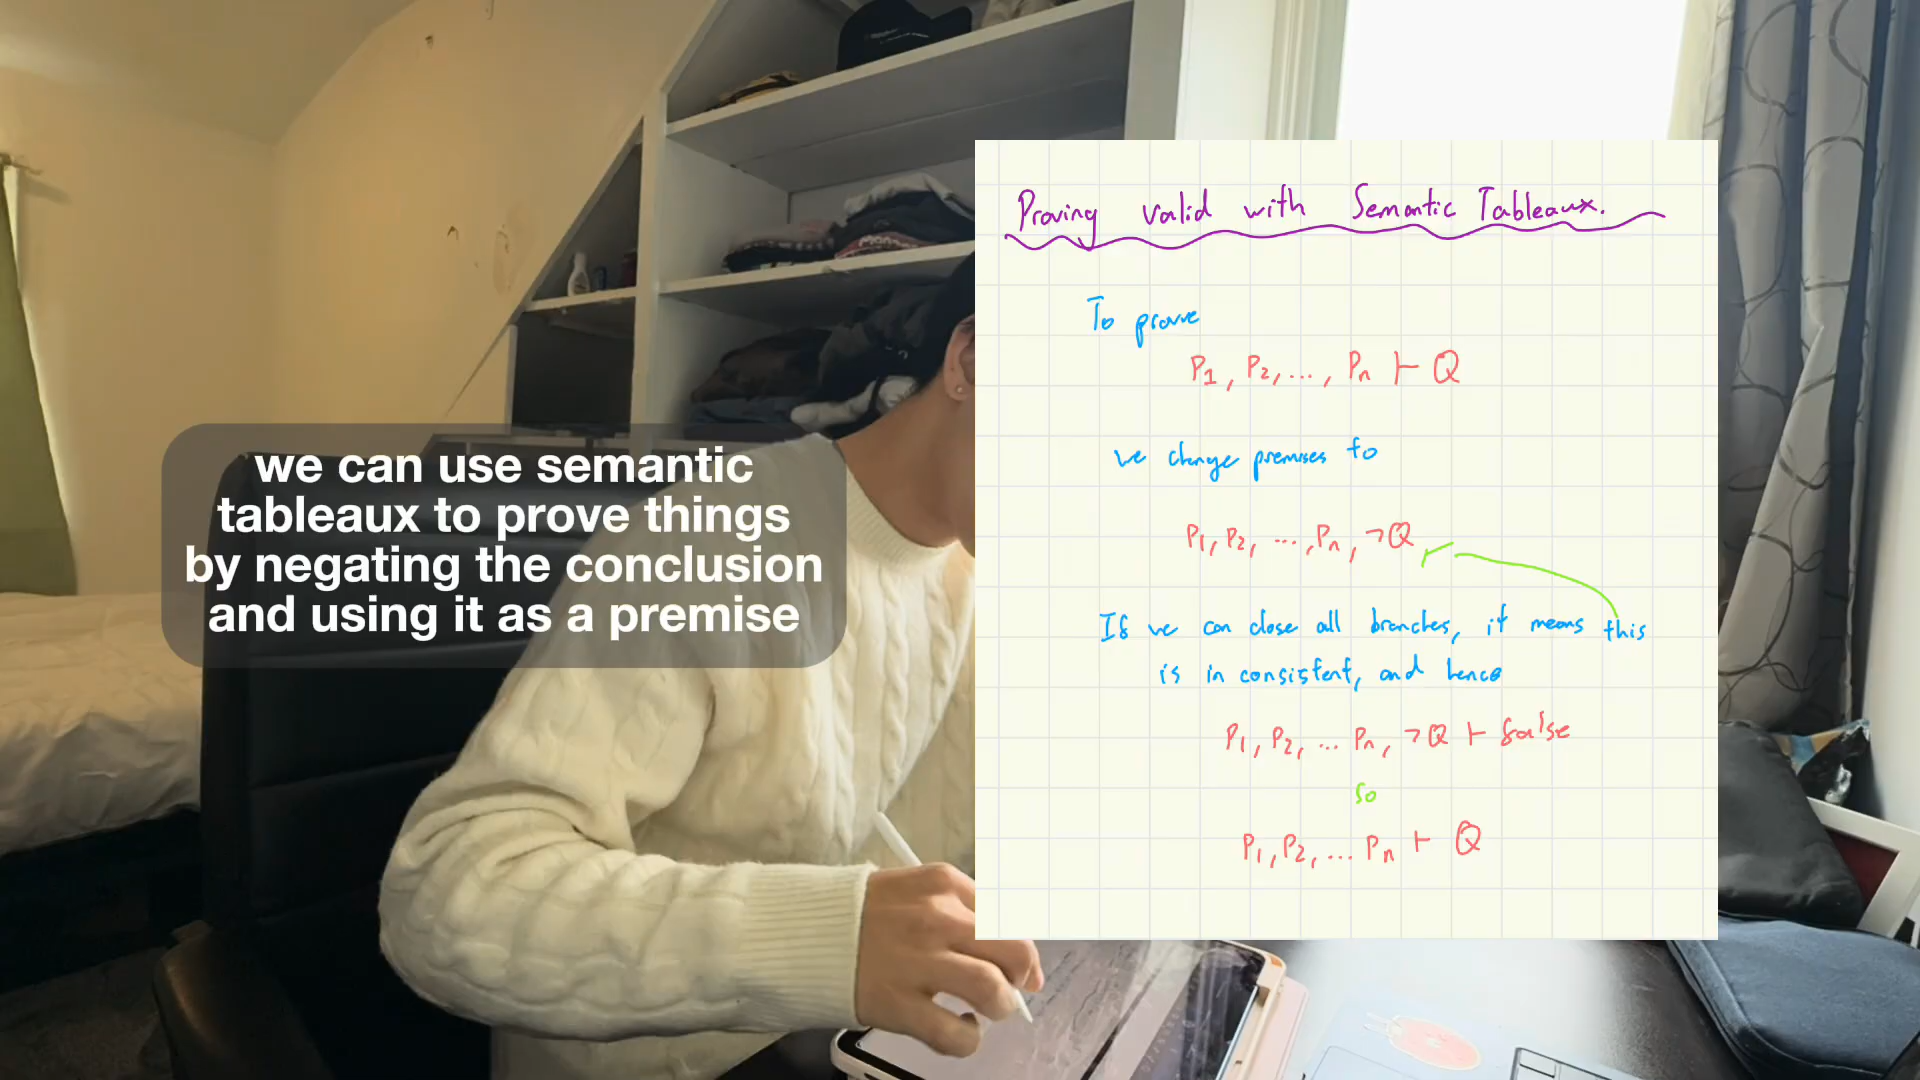 we can use semantic
tableaux to prove things
by negating the conclusion
and using it as a premise
Proving valid with Semantic Tableaux.
To prove
P1, P2, ..., Pn ⊢ Q
we change premises to
P1, P2, ..., Pn, ¬Q
If we can close all branches, it means this
is in consistent, and hence
P1, P2, ... Pn, ¬Q ⊢ false
so
P1, P2, ... Pn ⊢ Q